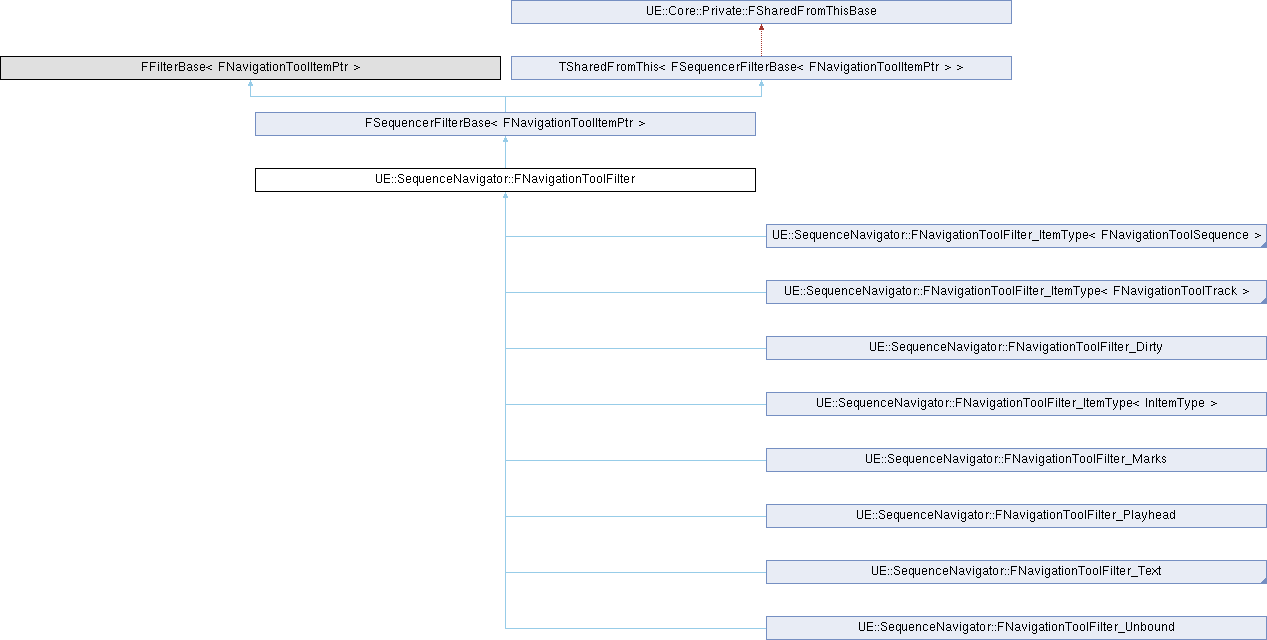 UE::Core::Private::FSharedFromThisBase
FFilterBase< FNavigationToolItemPtr >
TSharedFromThis< FSequencerFilterBase< FNavigationToolItemPtr > >
FSequencerFilterBase< FNavigationToolItemPtr >
UE::SequenceNavigator::FNavigationToolFilter
UE::SequenceNavigator::FNavigationToolFilter_ItemType< FNavigationToolSequence >
UE::SequenceNavigator::FNavigationToolFilter_ItemType< FNavigationToolTrack >
UE::SequenceNavigator::FNavigationToolFilter_Dirty
UE::SequenceNavigator::FNavigationToolFilter_ItemType< InItemType >
UE::SequenceNavigator::FNavigationToolFilter_Marks
UE::SequenceNavigator::FNavigationToolFilter_Playhead
UE::SequenceNavigator::FNavigationToolFilter_Text
UE::SequenceNavigator::FNavigationToolFilter_Unbound